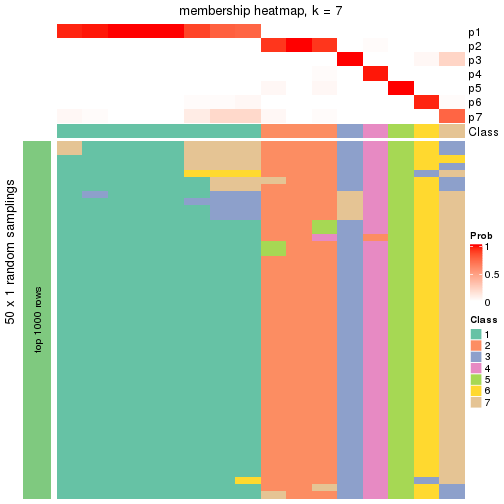 membership heatmap, k = 7
p1
p2
p3
p4
p5
p6
p7
Class
50 x 1 random samplings
top 1000 rows
Prob
1
0.5
0
Class
1
2
3
4
5
6
7